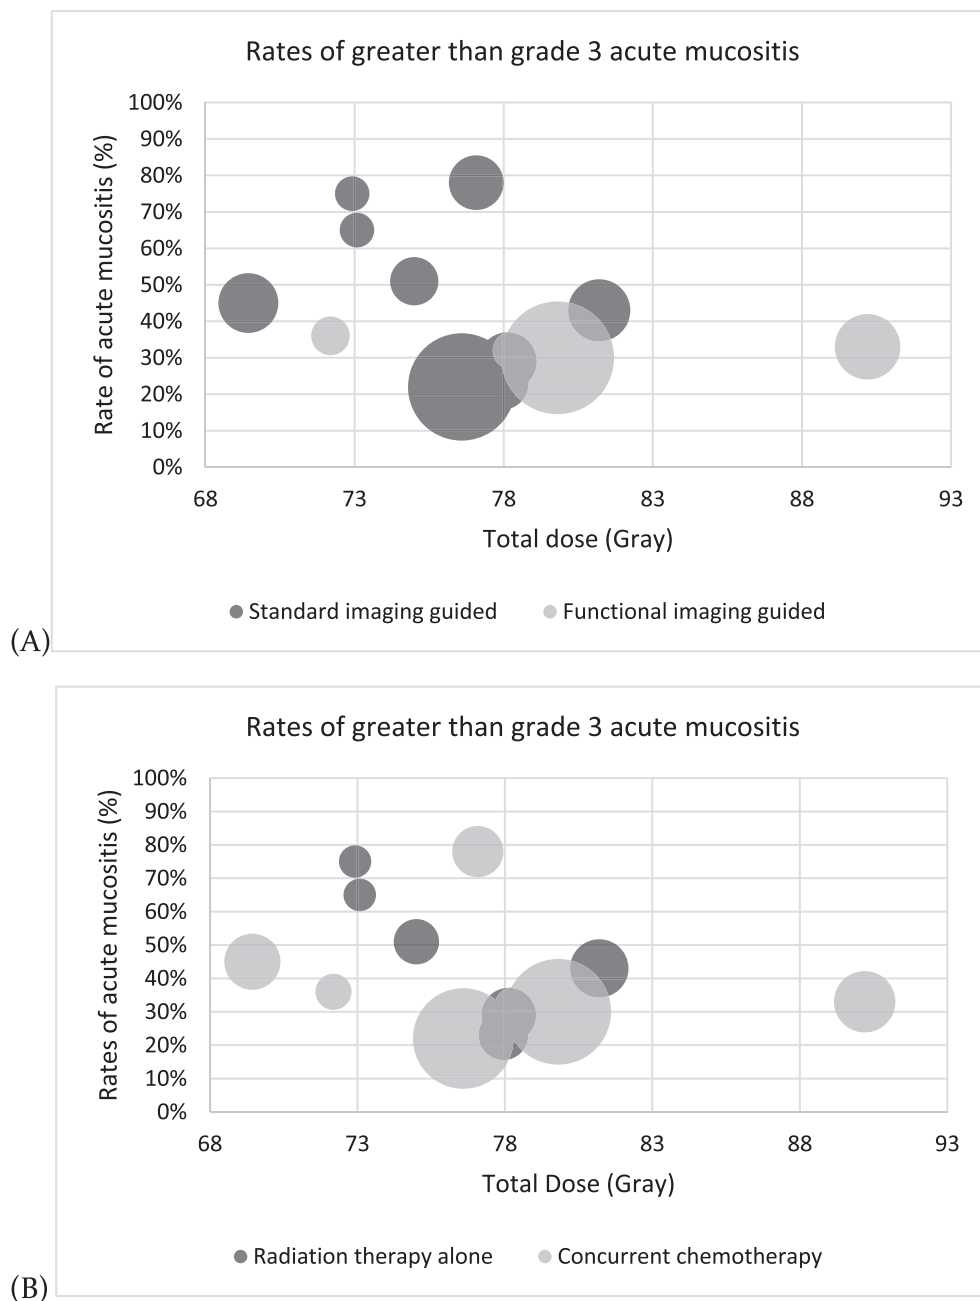 Rates of greater than grade 3 acute mucositis
100%
90%
80%
70%
60%
50%
40%
30%
20%
10%
0%
Rate of acute mucositis (%)
68 73 78 83 88 93
Total dose (Gray)
Standard imaging guided Functional imaging guided
(A)
Rates of greater than grade 3 acute mucositis
100%
90%
80%
70%
60%
50%
40%
30%
20%
10%
0%
Rates of acute mucositis (%)
68 73 78 83 88 93
Total Dose (Gray)
Radiation therapy alone Concurrent chemotherapy
(B)